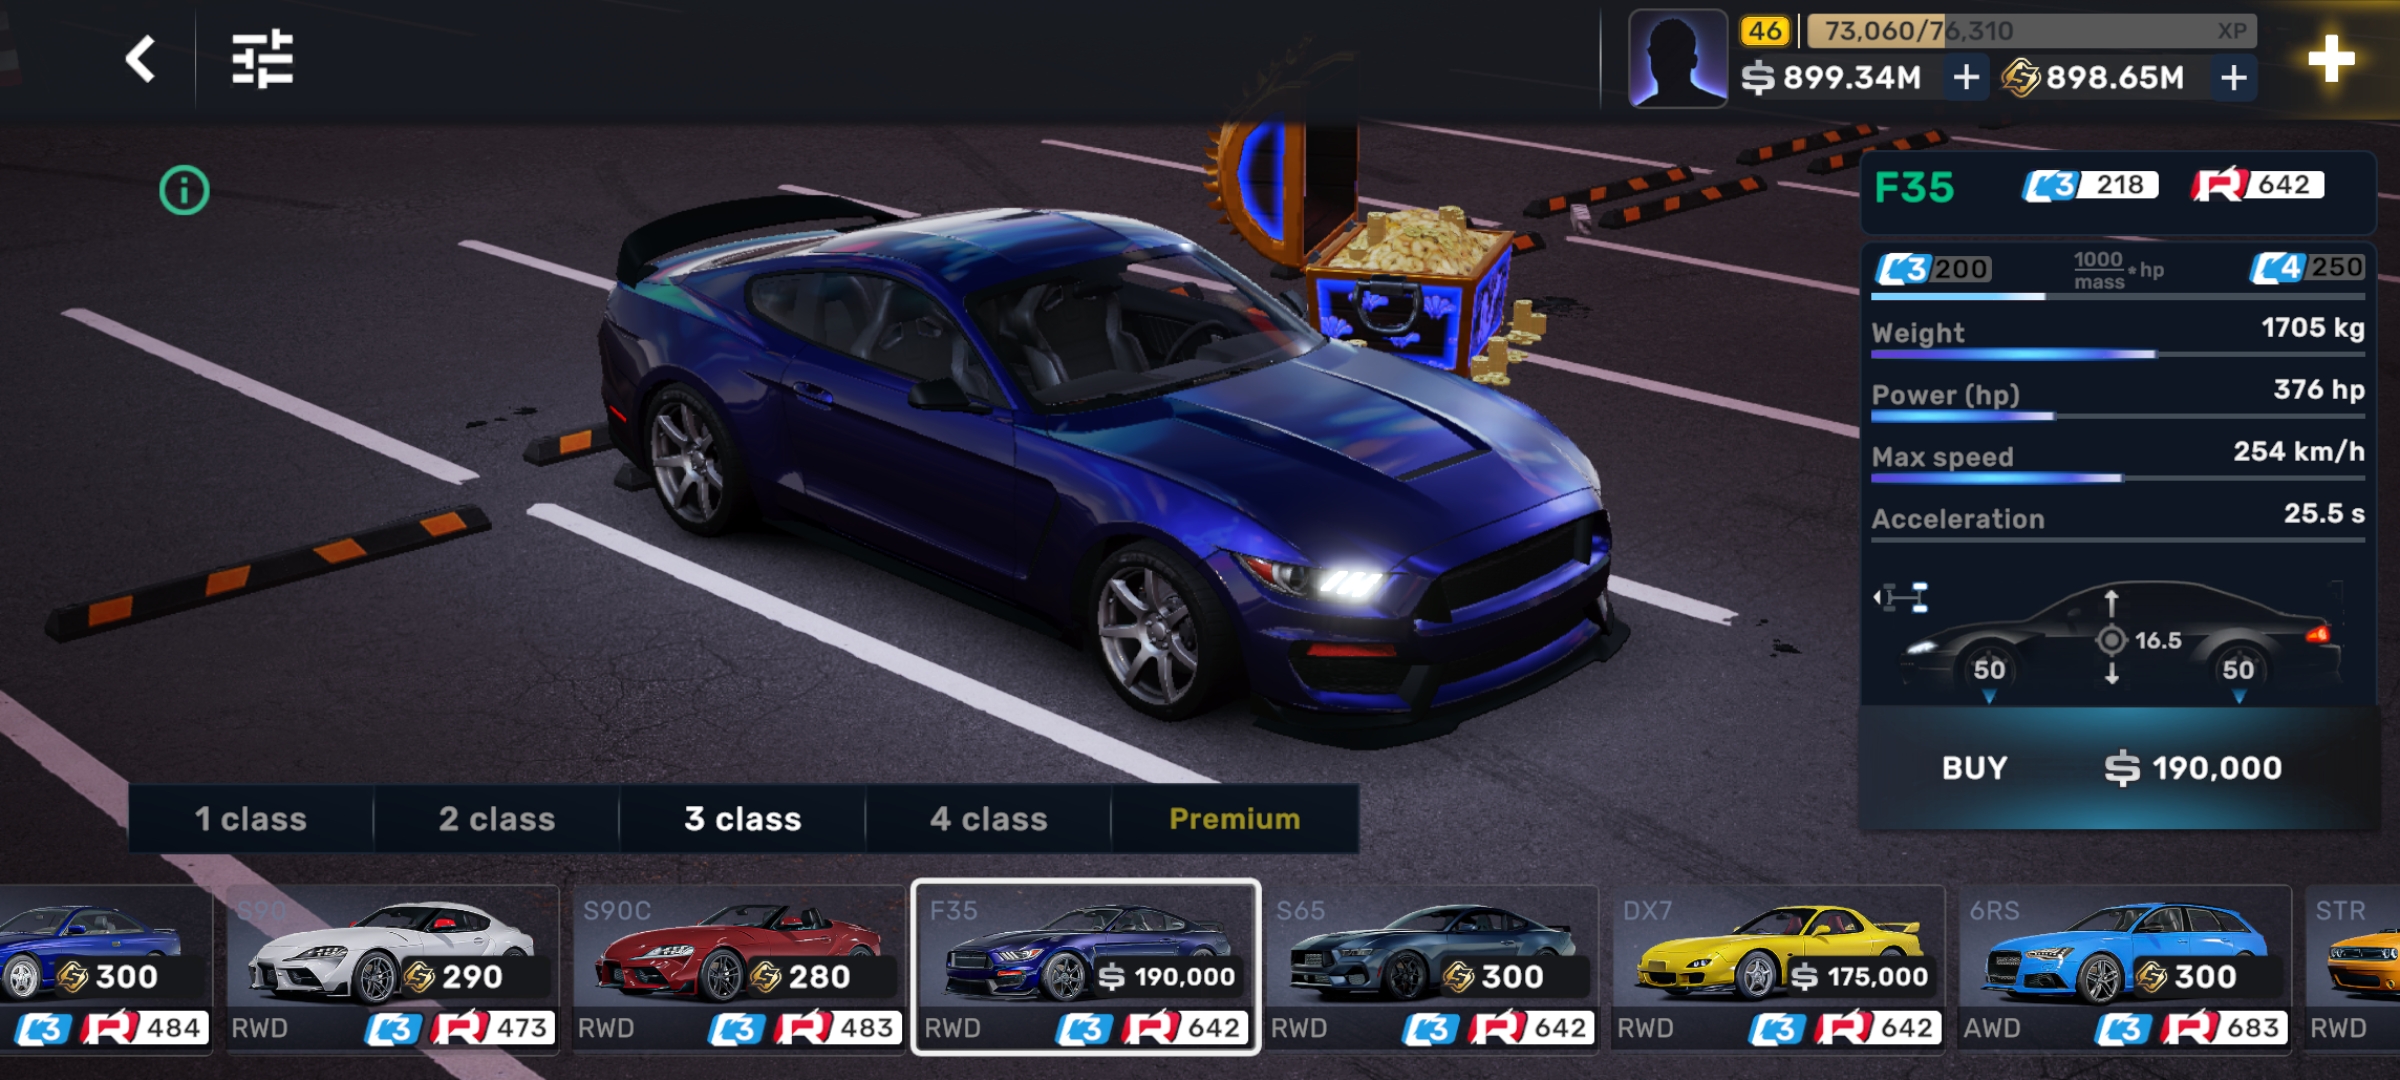 46 73,060/76,310 XP
$ 899.34M + 898.65M +
F35 3 218 R 642
3 200 1000/mass * hp 4 250
Weight 1705 kg
Power (hp) 376 hp
Max speed 254 km/h
Acceleration 25.5 s
16.5
50 50
BUY $ 190,000
1 class 2 class 3 class 4 class Premium
S90 S90C F35 S65 DX7 6RS STR
300 290 280 $ 190,000 300 $ 175,000 300
3 R 484 RWD 3 R 473 RWD 3 R 483 RWD 3 R 642 RWD 3 R 642 RWD 3 R 642 AWD 3 R 683 RWD